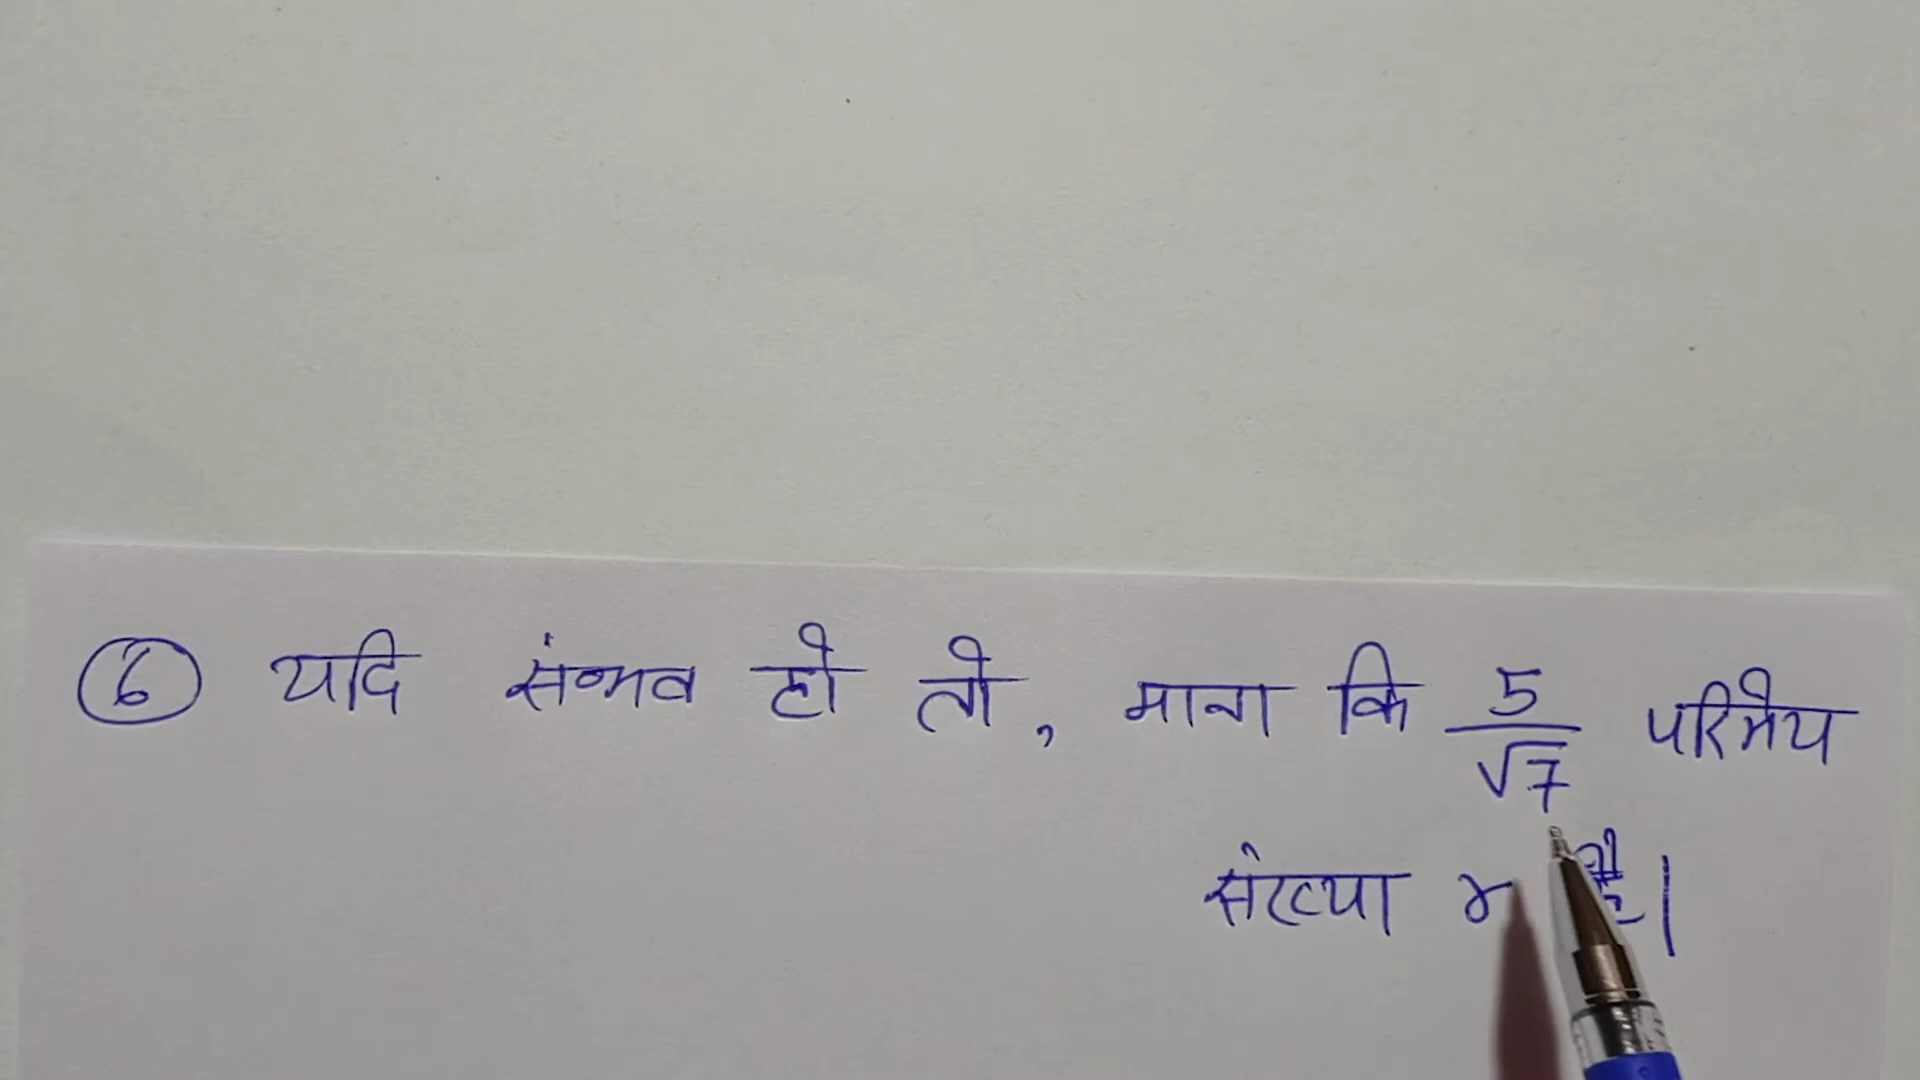 ⑥ यदि संभव हो तो, माना कि 5/√7 परिमेय
संख्या r है।